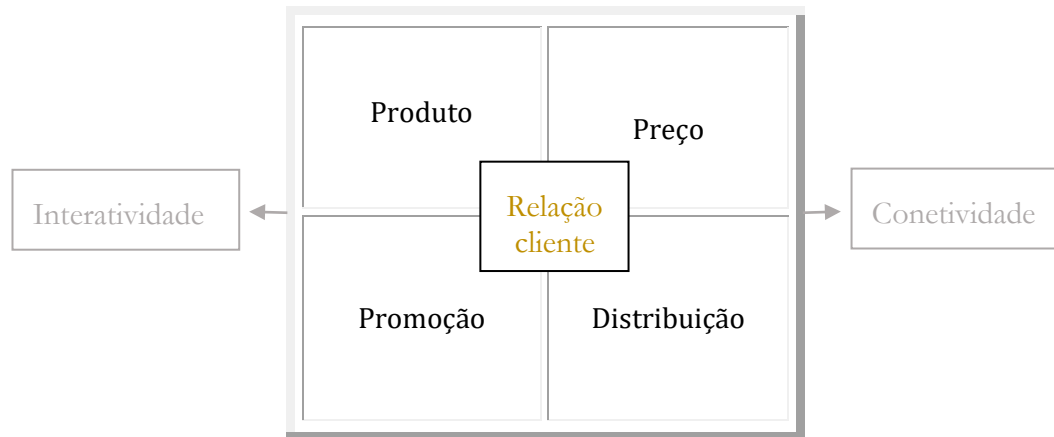 Produto
Preço
Interatividade
Relação
cliente
Conetividade
Promoção
Distribuição